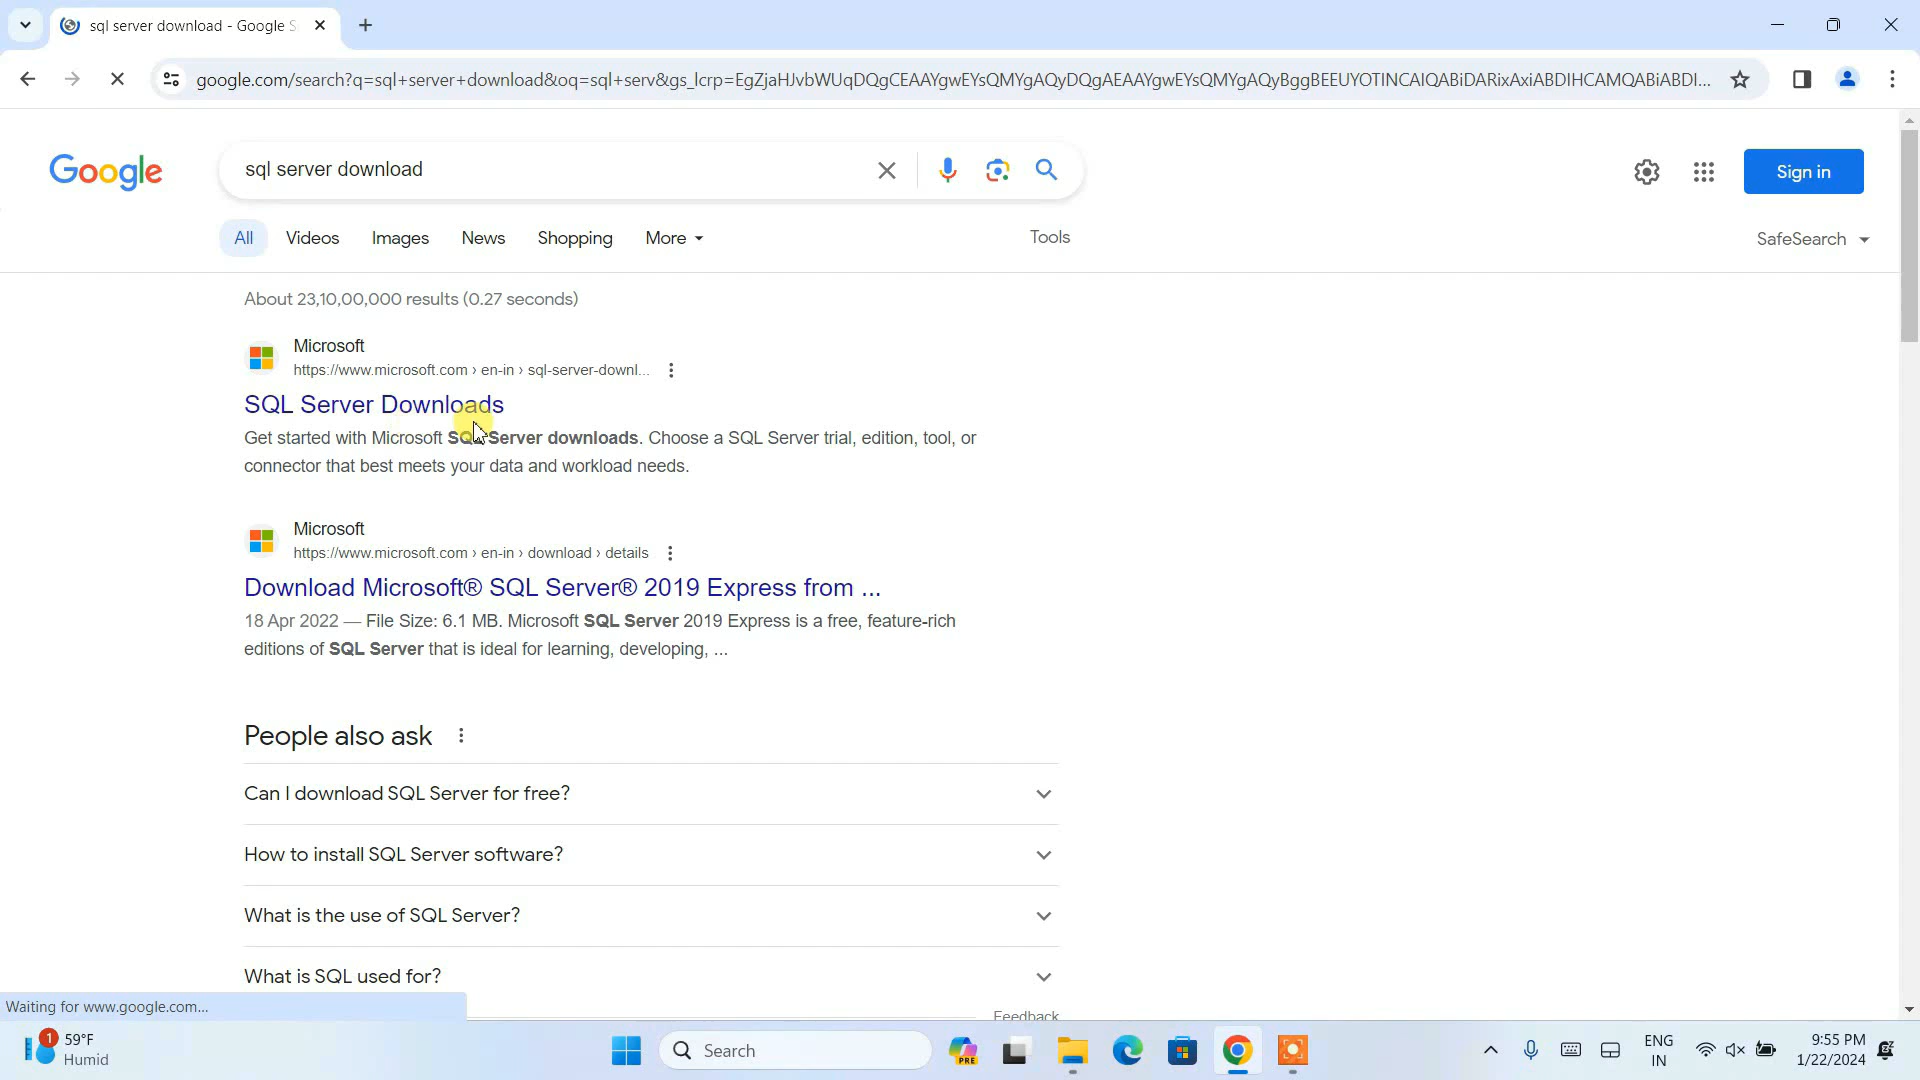 sql server download - Google S
google.com/search?q=sql+server+download&oq=sql+serv&gs_lcrp=EgZjaHJvbWUqDQgCEAAYgwEYsQMYgAQyDQgAEAAYgwEYsQMYgAQyBggBEEUYOTINCAIQABiDARixAxiABDIHCAMQABiABDI...
Google
sql server download
Sign in
All Videos Images News Shopping More Tools SafeSearch
About 23,10,00,000 results (0.27 seconds)
Microsoft
https://www.microsoft.com › en-in › sql-server-downl...
SQL Server Downloads
Get started with Microsoft SQL Server downloads. Choose a SQL Server trial, edition, tool, or
connector that best meets your data and workload needs.
Microsoft
https://www.microsoft.com › en-in › download › details
Download Microsoft® SQL Server® 2019 Express from ...
18 Apr 2022 — File Size: 6.1 MB. Microsoft SQL Server 2019 Express is a free, feature-rich
editions of SQL Server that is ideal for learning, developing, ...
People also ask
Can I download SQL Server for free?
How to install SQL Server software?
What is the use of SQL Server?
What is SQL used for?
Feedback
Waiting for www.google.com...
1
59°F
Humid
Search
PRE
ENG
IN
9:55 PM
1/22/2024